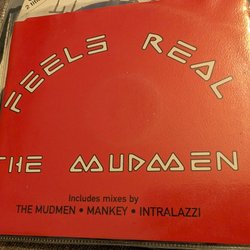 FEELS REAL
THE MUDMEN
Includes mixes by
THE MUDMEN • MANKEY • INTRALAZZI